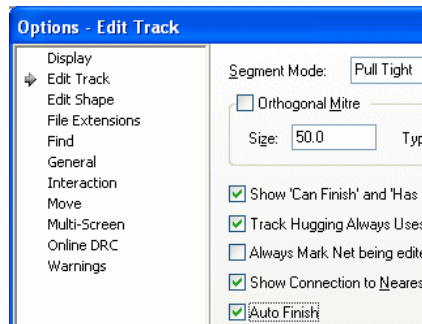 Options - Edit Track
Display
Edit Track
Edit Shape
File Extensions
Find
General
Interaction
Move
Multi-Screen
Online DRC
Warnings
Segment Mode: Pull Tight
Orthogonal Mitre
Size: 50.0
Show 'Can Finish' and 'Has
Track Hugging Always Uses
Always Mark Net being
Show Connection to
Auto Finish